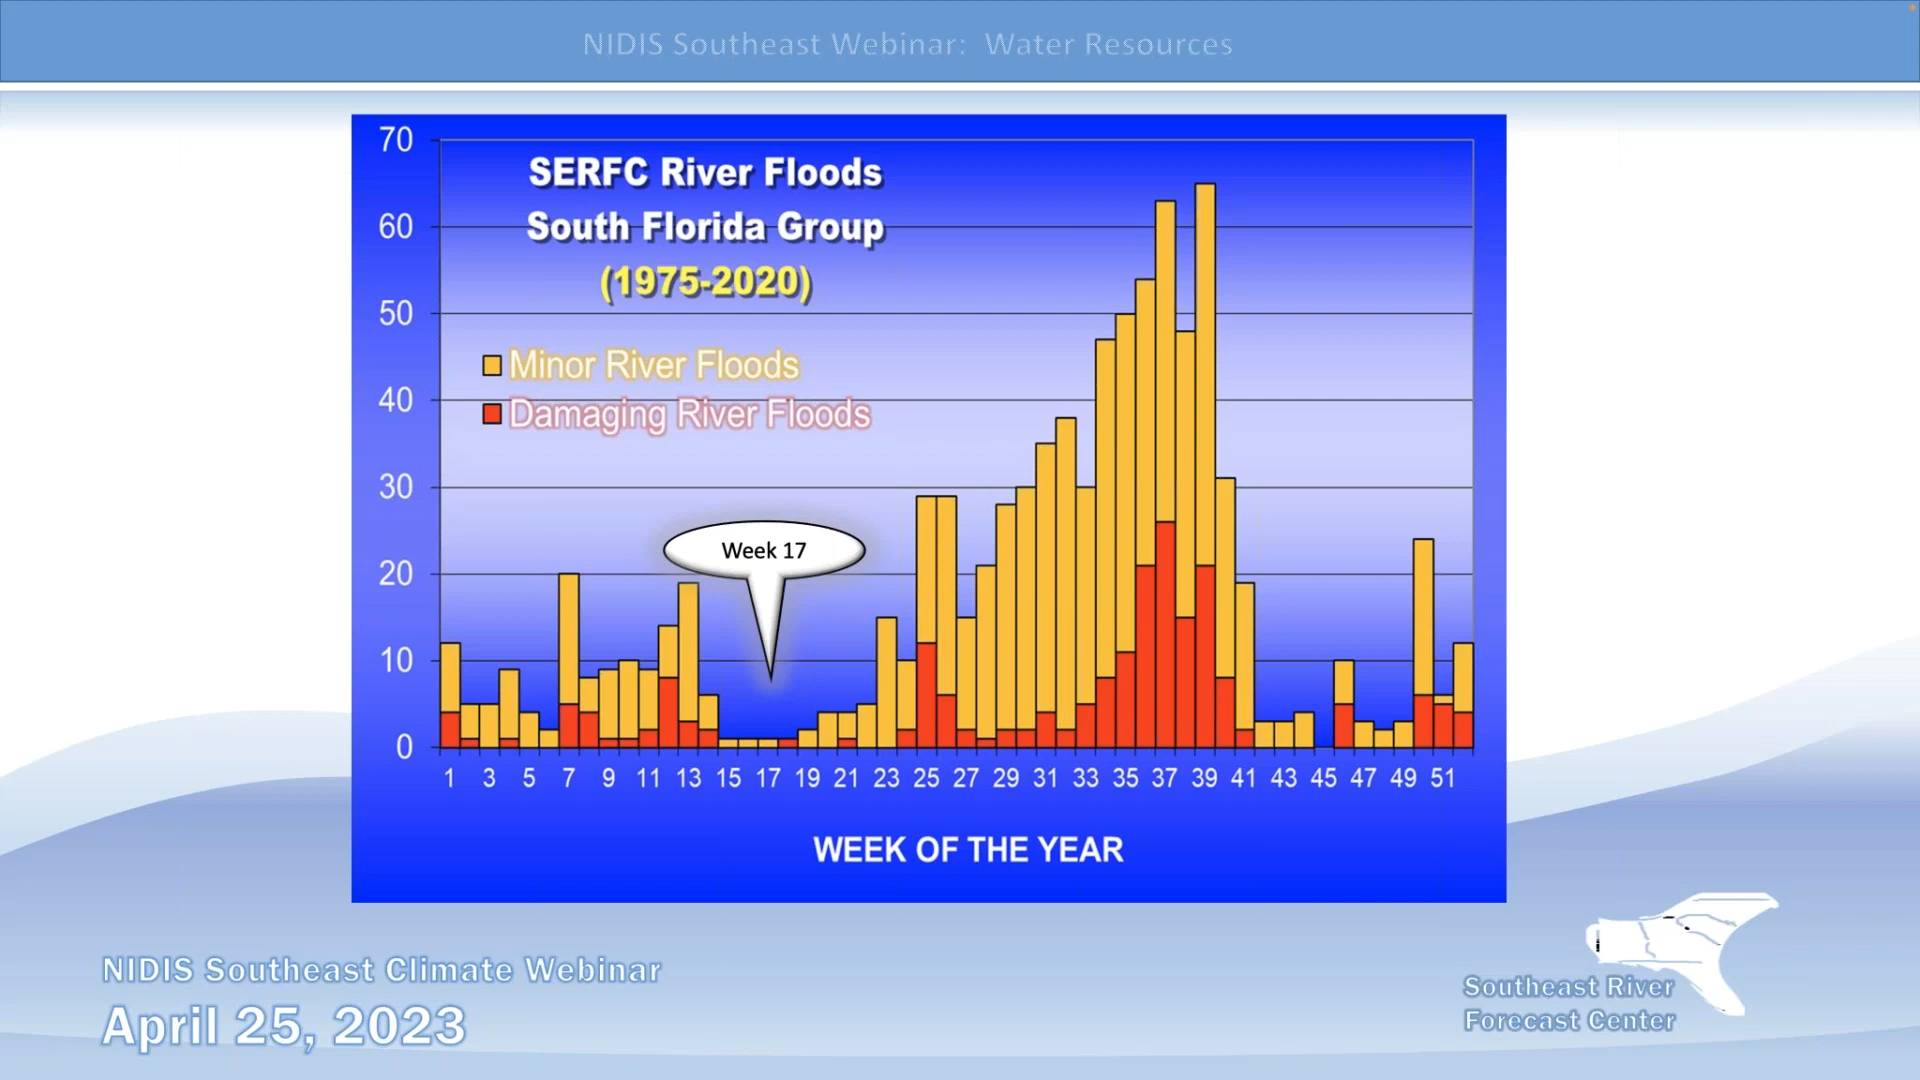 NIDIS Southeast Webinar: Water Resources
70
60
50
40
30
20
10
0
SERFC River Floods
South Florida Group
(1975-2020)
Minor River Floods
Damaging River Floods
Week 17
1 3 5 7 9 11 13 15 17 19 21 23 25 27 29 31 33 35 37 39 41 43 45 47 49 51
WEEK OF THE YEAR
NIDIS Southeast Climate Webinar
April 25, 2023
Southeast River
Forecast Center